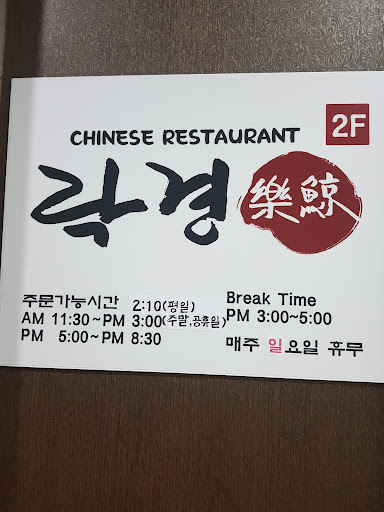 2F
CHINESE RESTAURANT
락경 樂鯨
주문가능시간 2:10(평일)
AM 11:30~PM 3:00(주말,공휴일)
PM 5:00~PM 8:30
Break Time
PM 3:00~5:00
매주 일요일 휴무